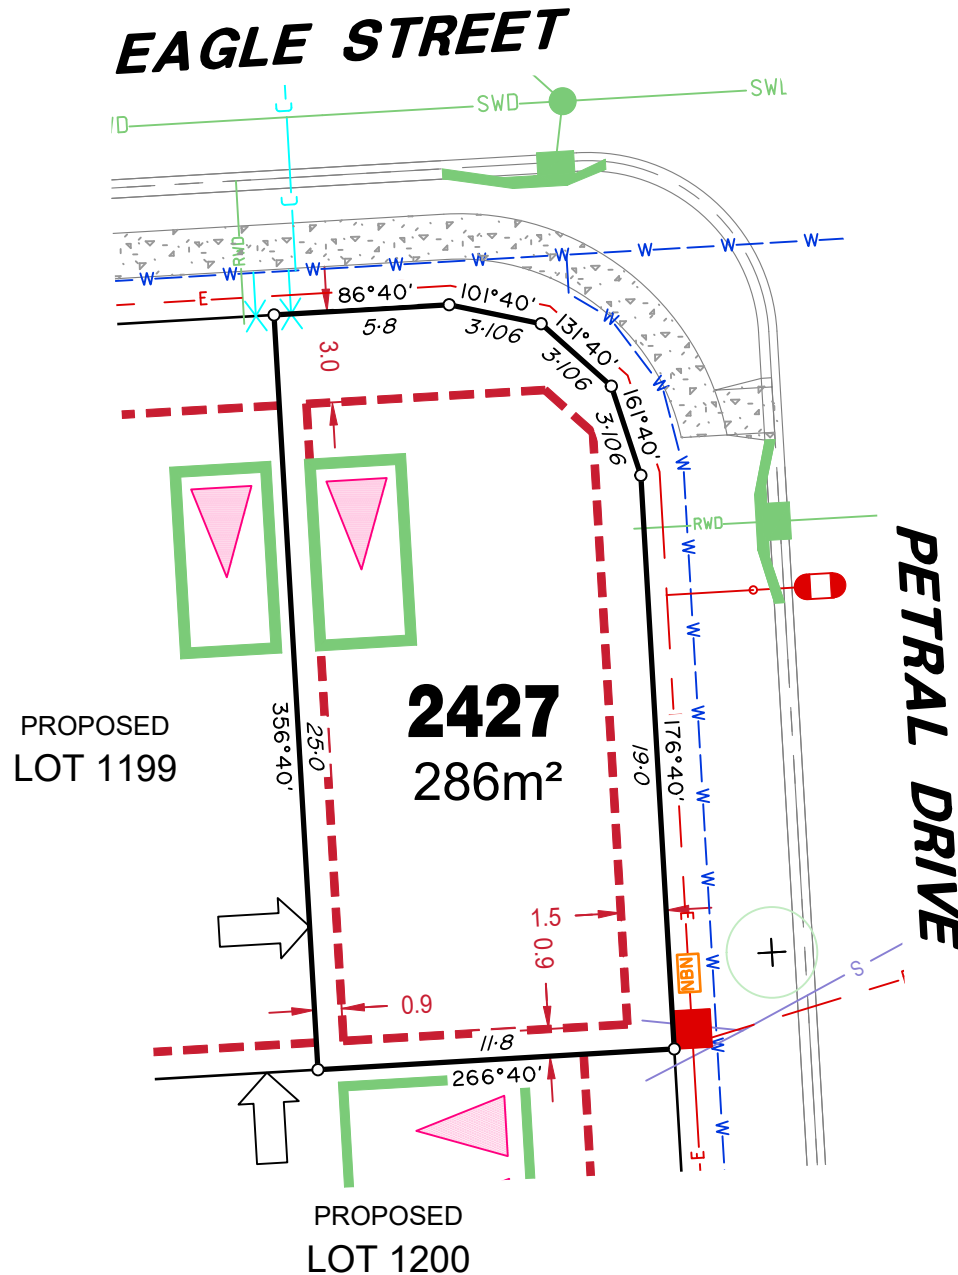 EAGLE STREET
SWD
RWD
W W W W W W W W W
E
86°40'
101°40'
5·8
3·106
131°40'
3·106
161°40'
3·106
3.0
W
W
W
RWD
W
W
PETRAL DRIVE
2427
286m²
PROPOSED
LOT 1199
356°40'
25·0
19·0
176°40'
W
W
W
1.5
0.9
E
W
S
NBN
0.9
11·8
W
266°40'
W
E
PROPOSED
LOT 1200